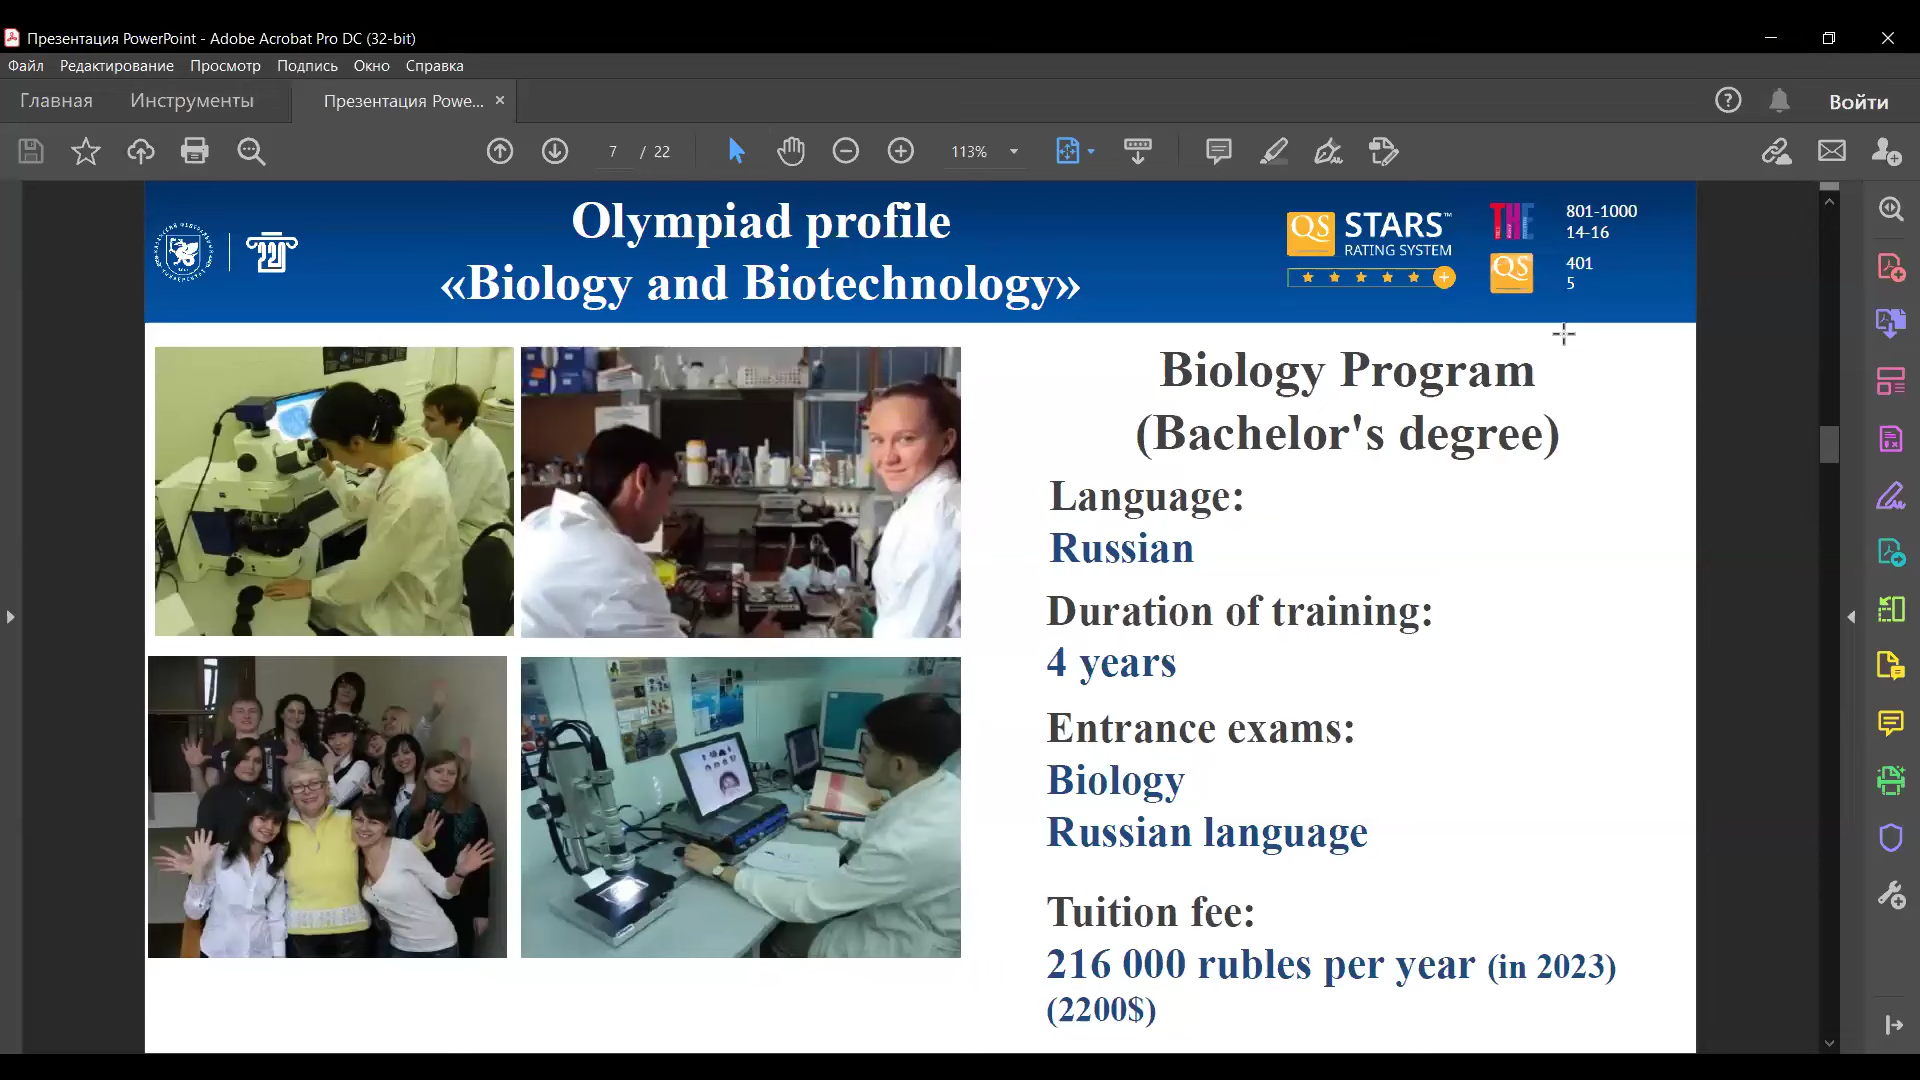 Презентация PowerPoint - Adobe Acrobat Pro DC (32-bit)
Файл Редактирование Просмотр Подпись Окно Справка
Главная Инструменты Презентация Powe... Войти
7 / 22 113%
Olympiad profile
«Biology and Biotechnology»
QS STARS™
RATING SYSTEM
THE
801-1000
14-16
QS
401
5
Biology Program
(Bachelor's degree)
Language:
Russian
Duration of training:
4 years
Entrance exams:
Biology
Russian language
Tuition fee:
216 000 rubles per year (in 2023)
(2200$)